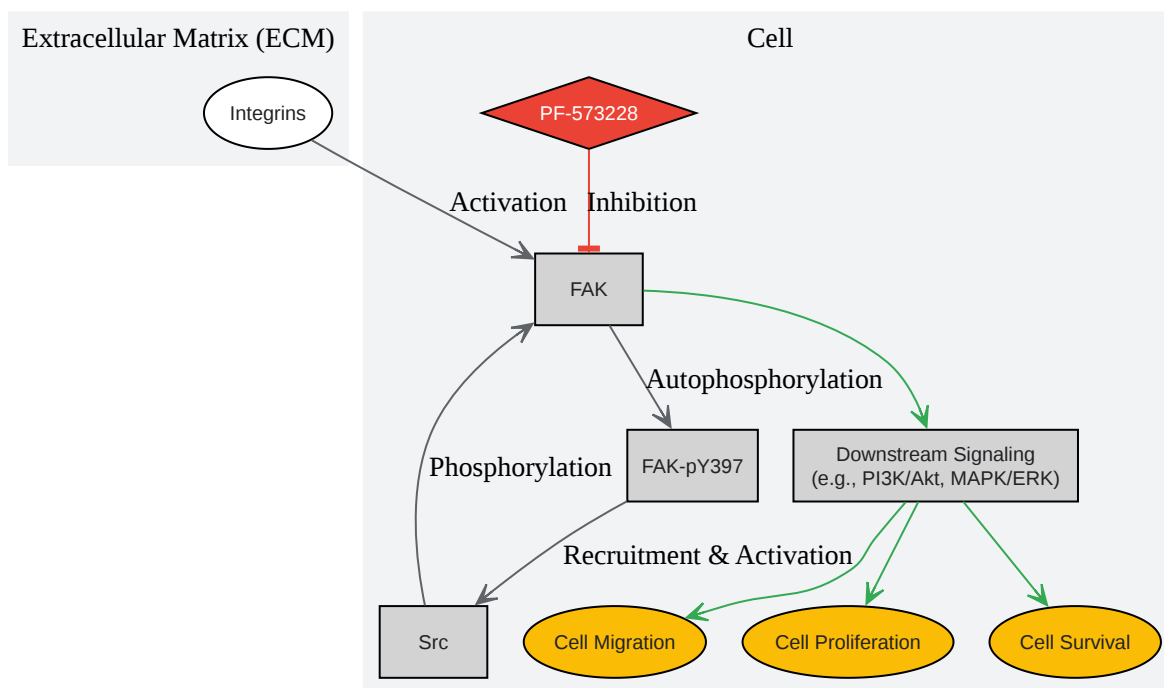 Extracellular Matrix (ECM)
Cell
Integrins
PF-573228
Activation
Inhibition
FAK
Autophosphorylation
Phosphorylation
FAK-pY397
Downstream Signaling
(e.g., PI3K/Akt, MAPK/ERK)
Recruitment & Activation
Src
Cell Migration
Cell Proliferation
Cell Survival